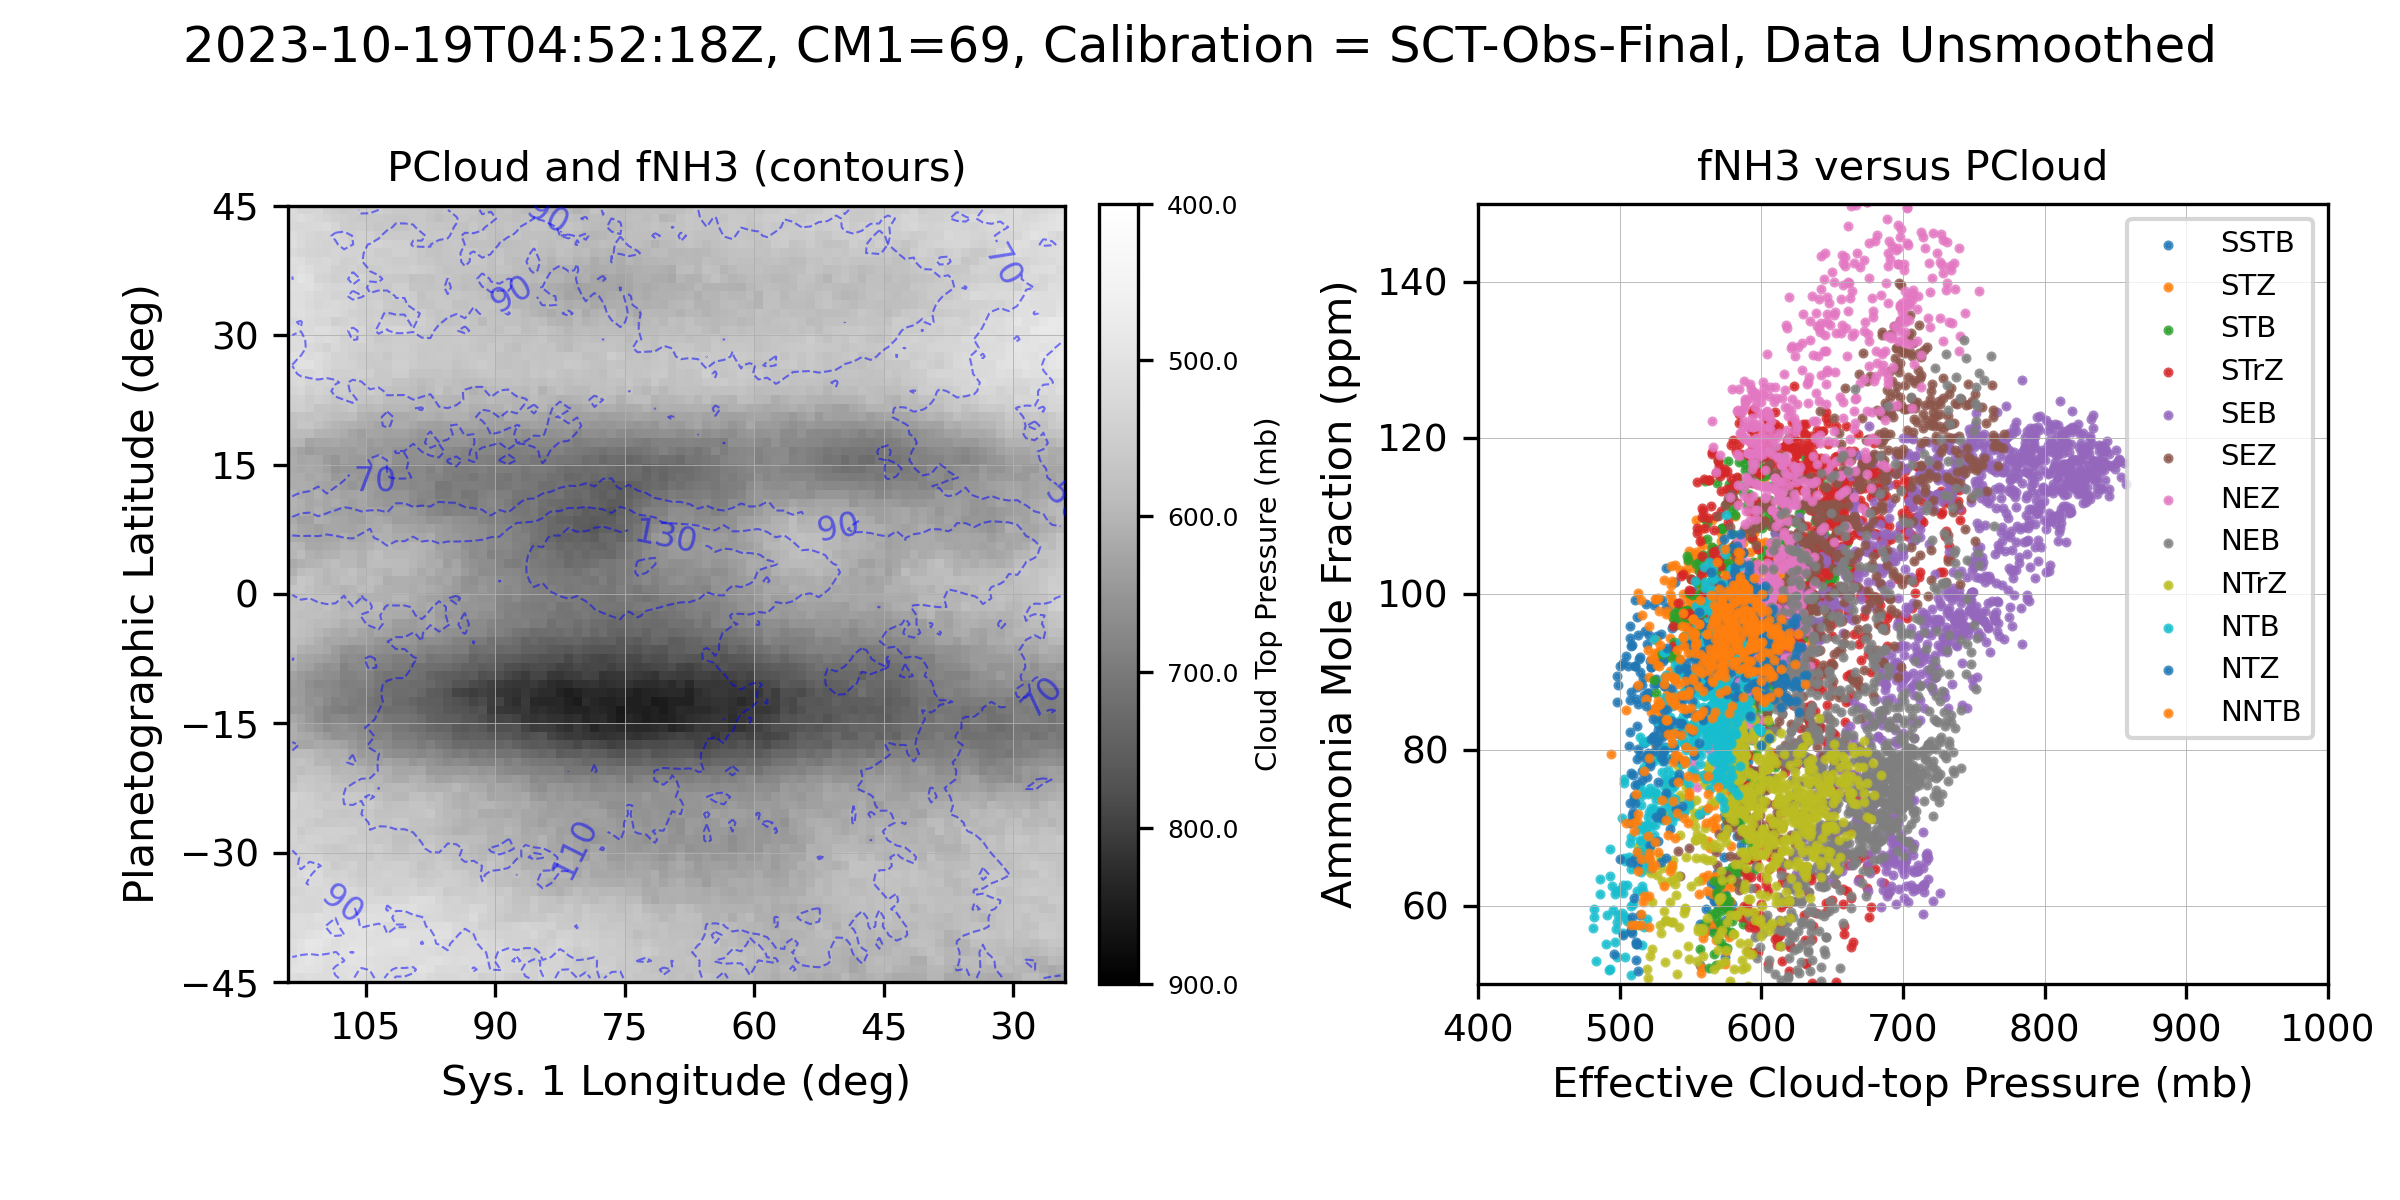 2023-10-19T04:52:18Z, CM1=69, Calibration = SCT-Obs-Final, Data Unsmoothed
PCloud and fNH3 (contours)
Planetographic Latitude (deg)
45
30
15
0
−15
−30
−45
105
90
75
60
45
30
Sys. 1 Longitude (deg)
90
90
70
70
130
90
70
110
90
400.0
500.0
600.0
700.0
800.0
900.0
Cloud Top Pressure (mb)
fNH3 versus PCloud
Ammonia Mole Fraction (ppm)
140
120
100
80
60
400
500
600
700
800
900
1000
Effective Cloud-top Pressure (mb)
SSTB
STZ
STB
STrZ
SEB
SEZ
NEZ
NEB
NTrZ
NTB
NTZ
NNTB